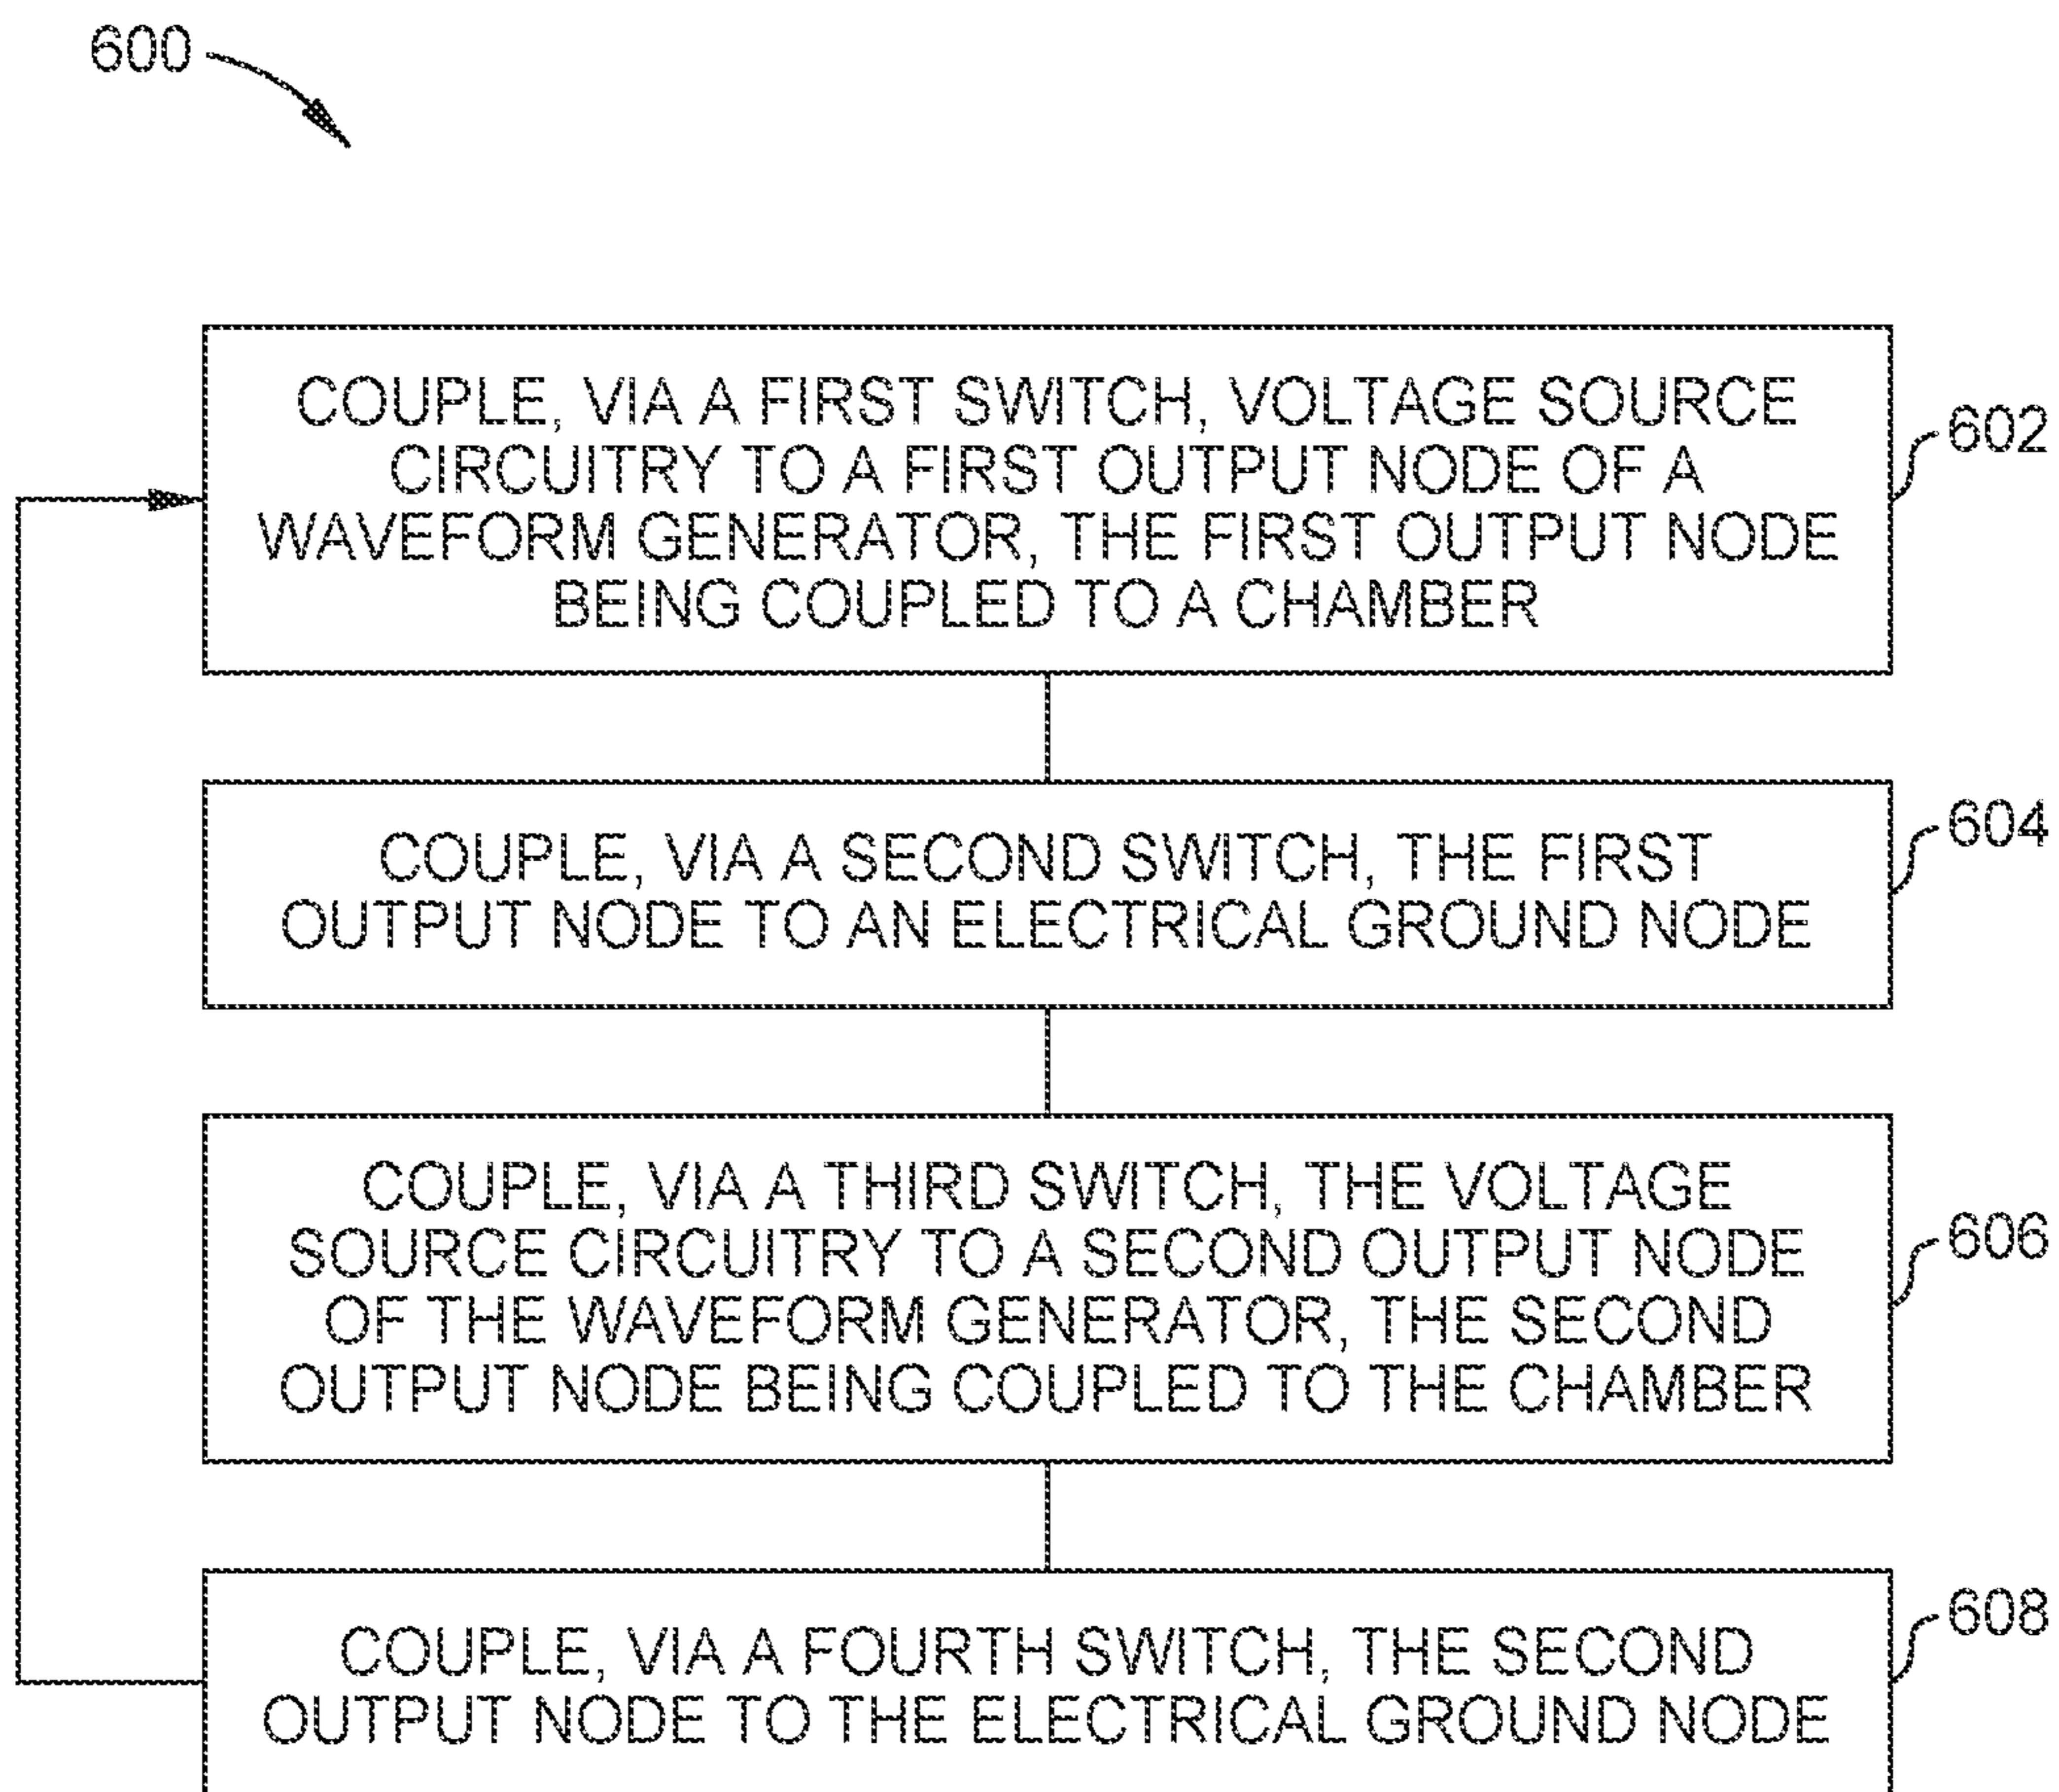 600
COUPLE, VIA A FIRST SWITCH, VOLTAGE SOURCE
CIRCUITRY TO A FIRST OUTPUT NODE OF A
WAVEFORM GENERATOR, THE FIRST OUTPUT NODE
BEING COUPLED TO A CHAMBER
602
COUPLE, VIA A SECOND SWITCH, THE FIRST
OUTPUT NODE TO AN ELECTRICAL GROUND NODE
604
COUPLE, VIA A THIRD SWITCH, THE VOLTAGE
SOURCE CIRCUITRY TO A SECOND OUTPUT NODE
OF THE WAVEFORM GENERATOR, THE SECOND
OUTPUT NODE BEING COUPLED TO THE CHAMBER
606
COUPLE, VIA A FOURTH SWITCH, THE SECOND
OUTPUT NODE TO THE ELECTRICAL GROUND NODE
608